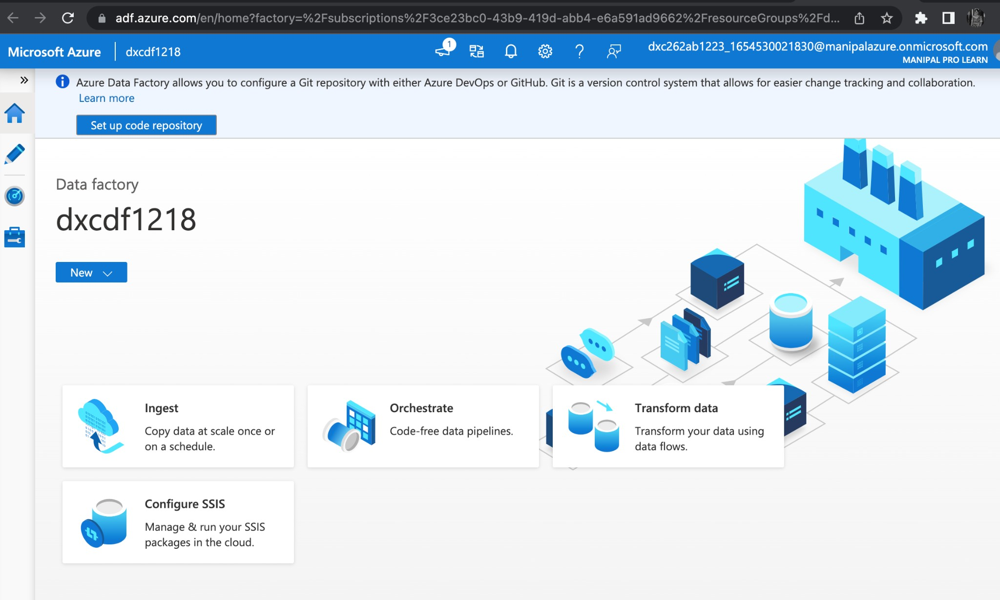 adf.azure.com/en/home?factory=%2Fsubscriptions%2F3ce23bc0-43b9-419d-abb4-e6a591ad9662%2FresourceGroups%2Fd...
Microsoft Azure
dxcdf1218
1
dxc262ab1223_1654530021830@manipalazure.onmicrosoft.com
MANIPAL PRO LEARN
Azure Data Factory allows you to configure a Git repository with either Azure DevOps or GitHub. Git is a version control system that allows for easier change tracking and collaboration.
Learn more
Set up code repository
Data factory
dxcdf1218
New
Ingest
Copy data at scale once or
on a schedule.
Orchestrate
Code-free data pipelines.
Transform data
Transform your data using
data flows.
Configure SSIS
Manage & run your SSIS
packages in the cloud.